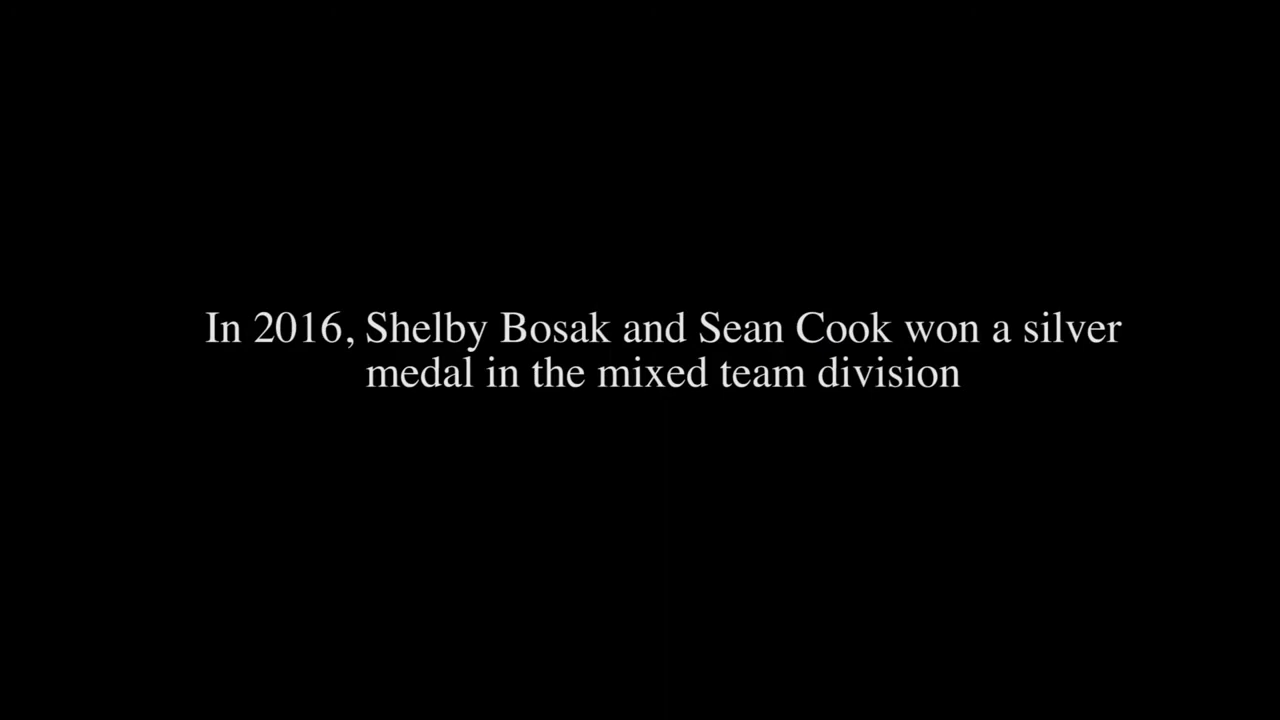 In 2016, Shelby Bosak and Sean Cook won a silver
medal in the mixed team division